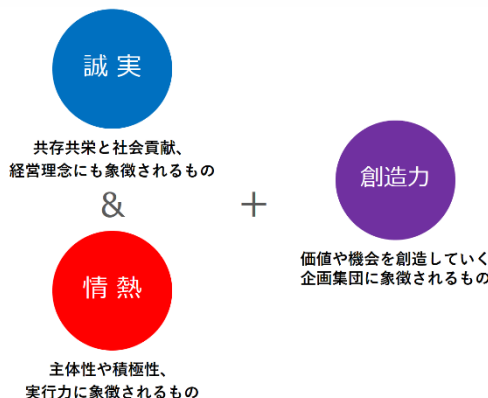 誠実
共存共栄と社会貢献、
経営理念にも象徴されるもの
&
情熱
主体性や積極性、
実行力に象徴されるもの
+
創造力
価値や機会を創造していく
企画集団に象徴されるもの